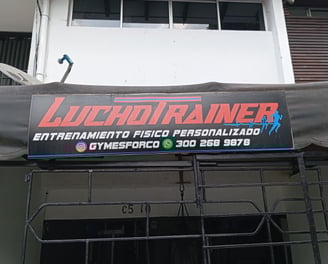 LUCHOTRAINER
ENTRENAMIENTO FISICO PERSONALIZADO
GYMESFORCO 300 268 9878